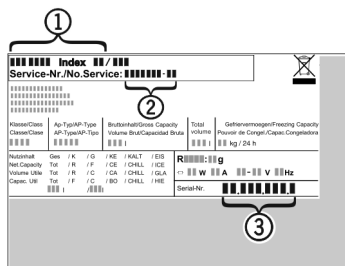 1
Index /
Service-Nr./No.Service: -
2
Klasse/Class Ap-Typ/AP-Type Bruttoinhalt/Gross Capacity Total Gefriervermoegen/Freezing Capacity
Classe/Clase AP-Type/AP-Tipo Volume Brut/Capacidad Bruta volume Pouvoir de Congel./Capac.Congeladora
l l kg / 24 h
Nutzinhalt Ges / K / G / KE / KALT / EIS R : g
Net Capacity Tot / R / F / CE / CHILL / ICE
Volume Utile Tot / R / C / CA / CHILL / GLA W A - V Hz
Capac. Util Tot / F / C / BO / CHILL / HIE
l / l Serial-Nr. . . .
3